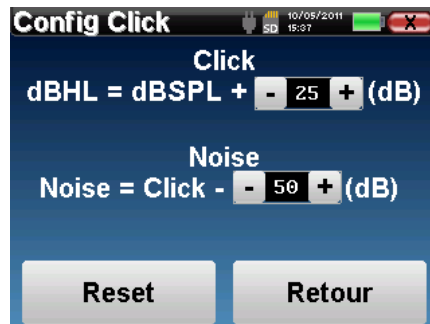 Config Click
SD
10/05/2011
15:37
X
Click
dBHL = dBSPL + - 25 + (dB)
Noise
Noise = Click - - 50 + (dB)
Reset
Retour